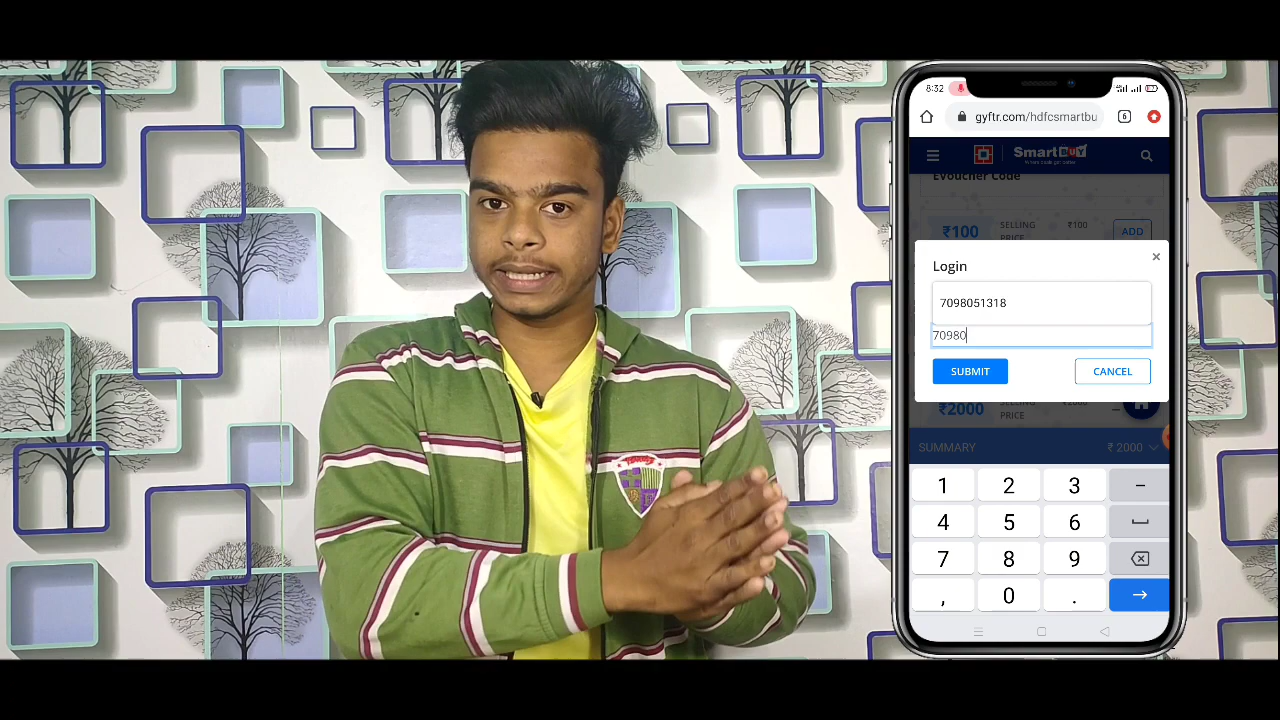 8:32
gyftr.com/hdfcsmartbu
6
SmartBUY
Evoucher Code
₹100 SELLING PRICE ₹100 ADD
Login
7098051318
70980
SUBMIT CANCEL
₹2000 SELLING PRICE ₹2000
SUMMARY ₹ 2000
1 2 3 –
4 5 6
7 8 9
, 0 .